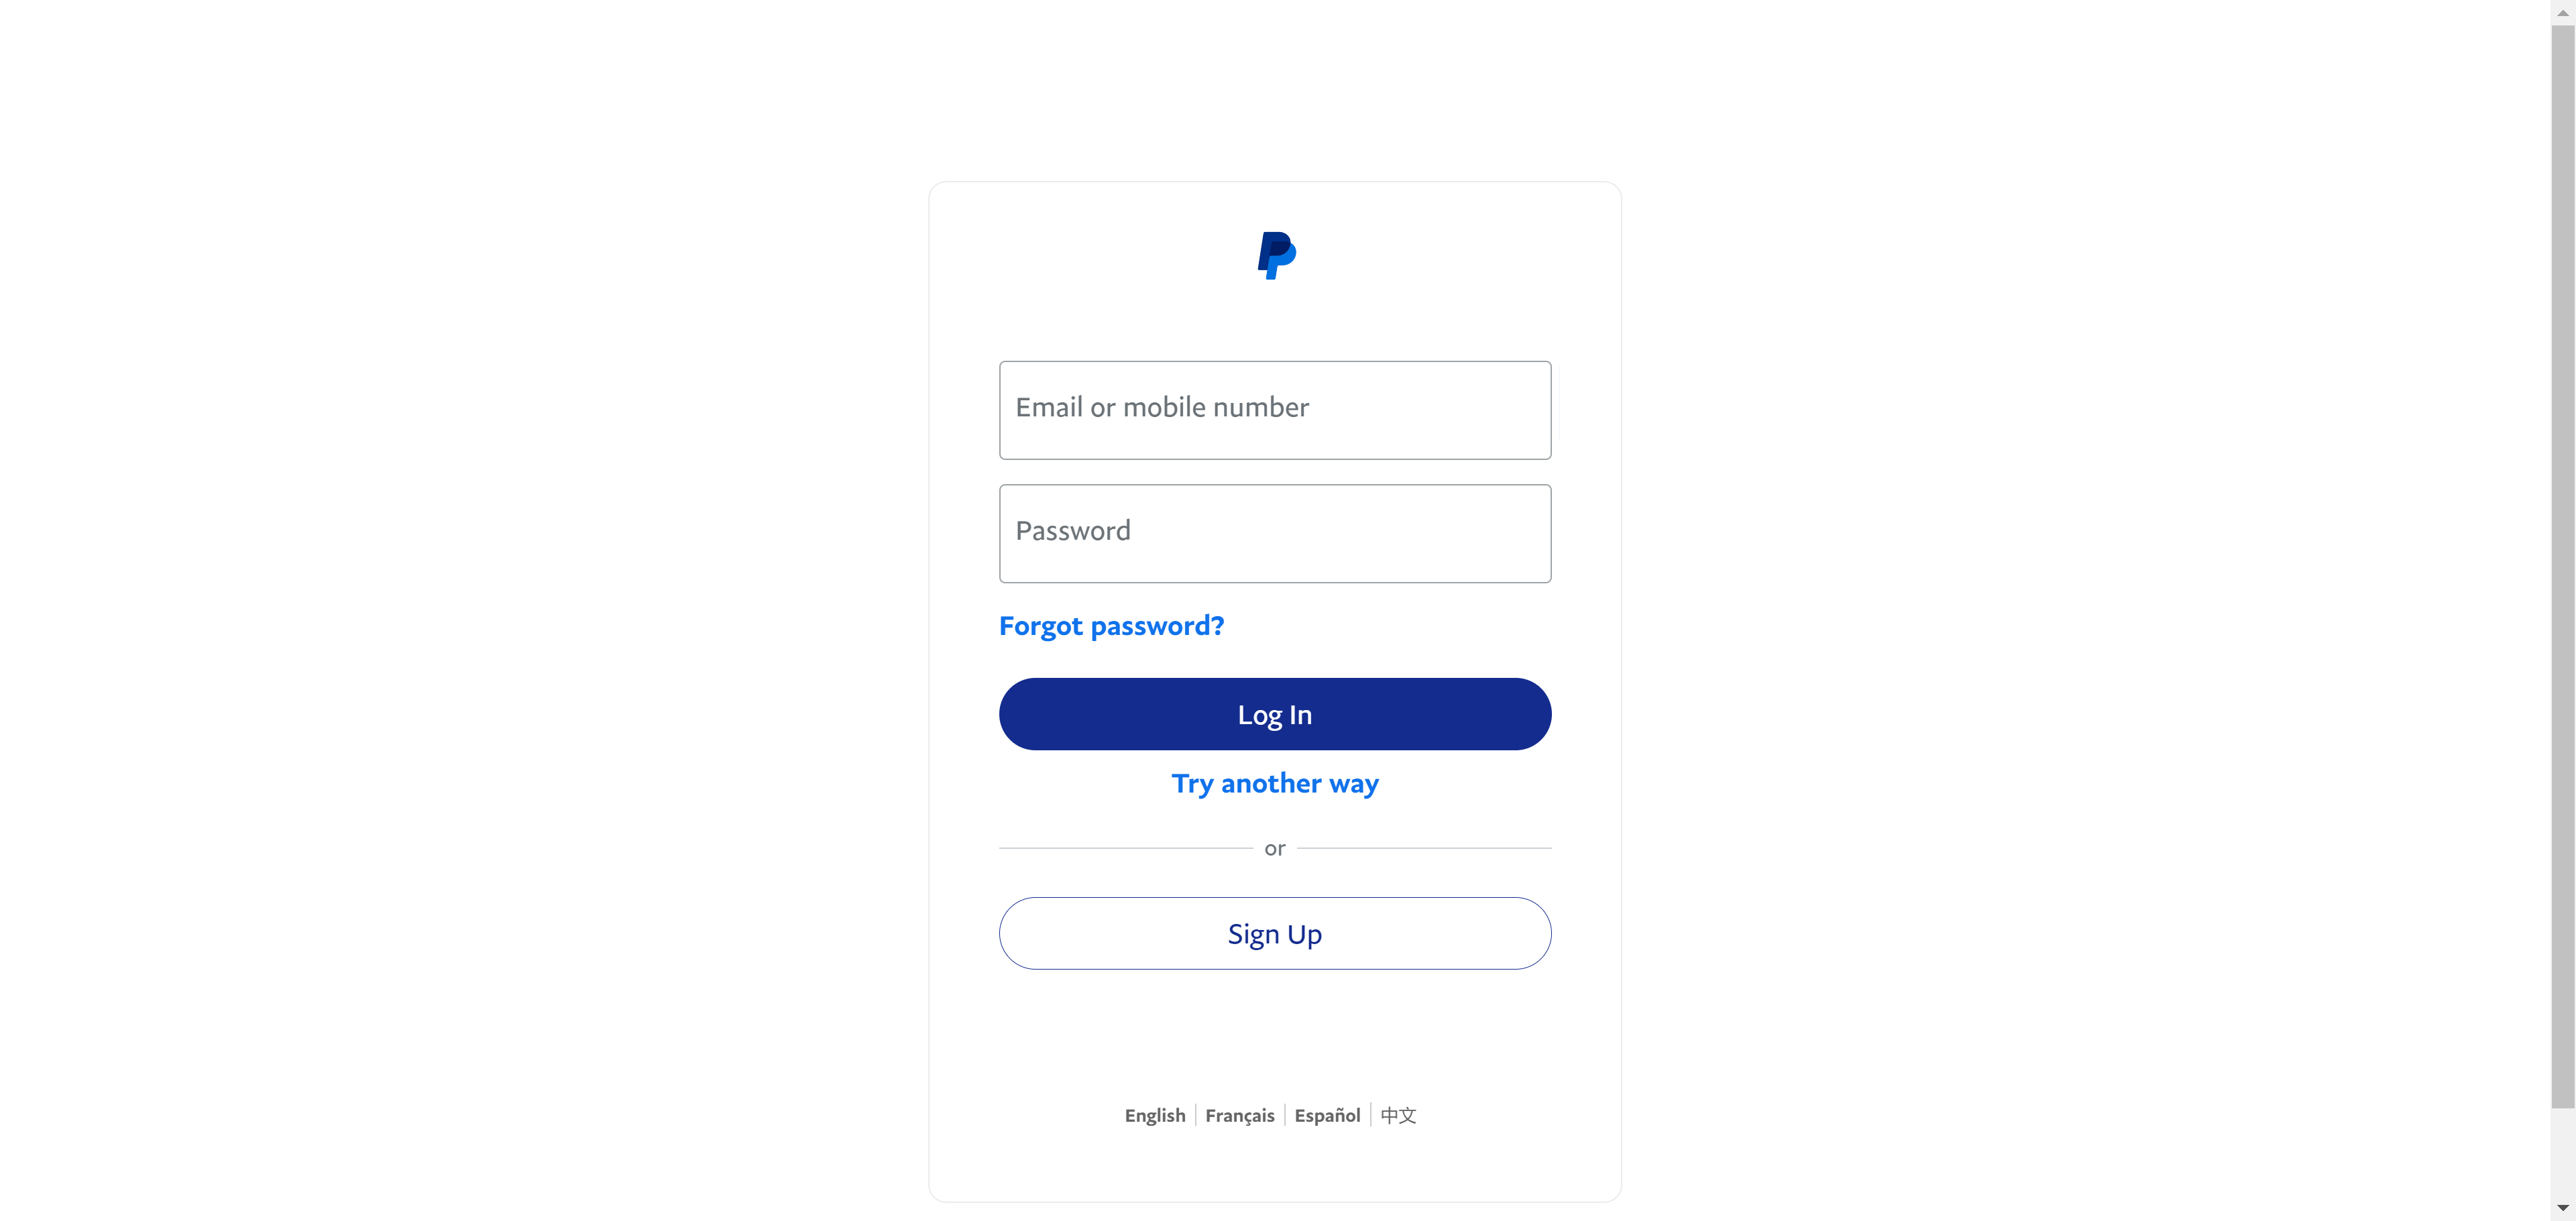 Email or mobile number
Password
Forgot password?
Log In
Try another way
or
Sign Up
English Français Español 中文